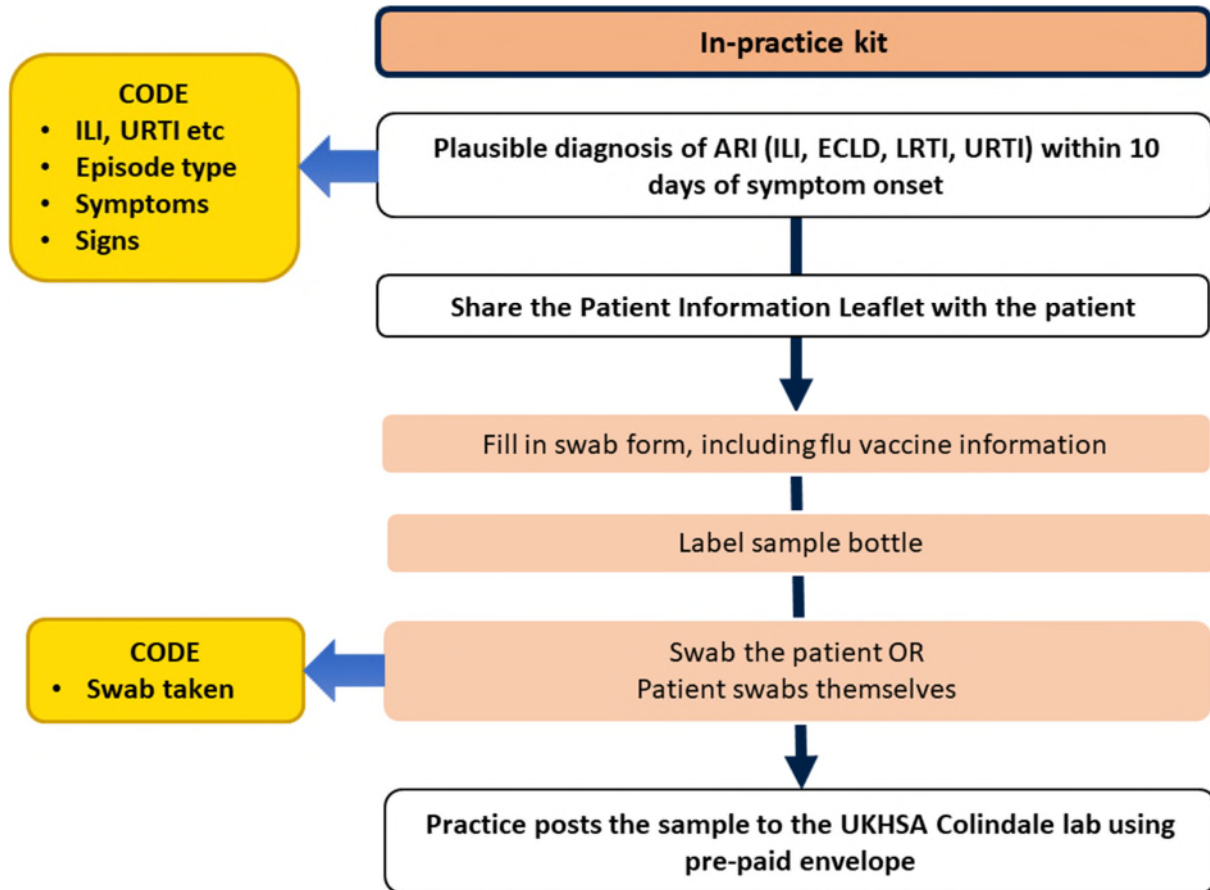 In-practice kit
CODE
• ILI, URTI etc
• Episode type
• Symptoms
• Signs
Plausible diagnosis of ARI (ILI, ECLD, LRTI, URTI) within 10
days of symptom onset
Share the Patient Information Leaflet with the patient
Fill in swab form, including flu vaccine information
Label sample bottle
CODE
• Swab taken
Swab the patient OR
Patient swabs themselves
Practice posts the sample to the UKHSA Colindale lab using
pre-paid envelope